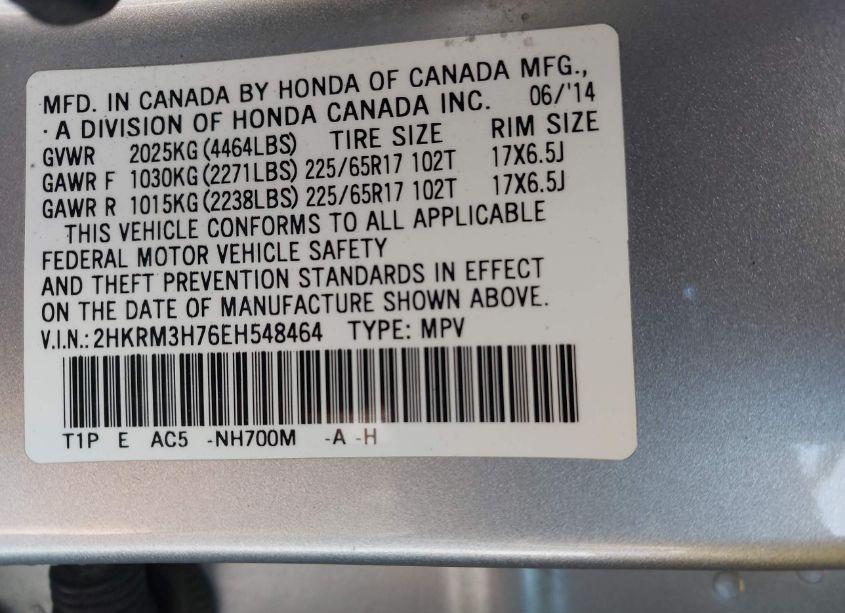 MFD. IN CANADA BY HONDA OF CANADA MFG.,
· A DIVISION OF HONDA CANADA INC. 06/'14
GVWR 2025KG (4464LBS) TIRE SIZE RIM SIZE
GAWR F 1030KG (2271LBS) 225/65R17 102T 17X6.5J
GAWR R 1015KG (2238LBS) 225/65R17 102T 17X6.5J
THIS VEHICLE CONFORMS TO ALL APPLICABLE
FEDERAL MOTOR VEHICLE SAFETY
AND THEFT PREVENTION STANDARDS IN EFFECT
ON THE DATE OF MANUFACTURE SHOWN ABOVE.
V.I.N.: 2HKRM3H76EH548464 TYPE: MPV
T1P E AC5 -NH700M -A -H